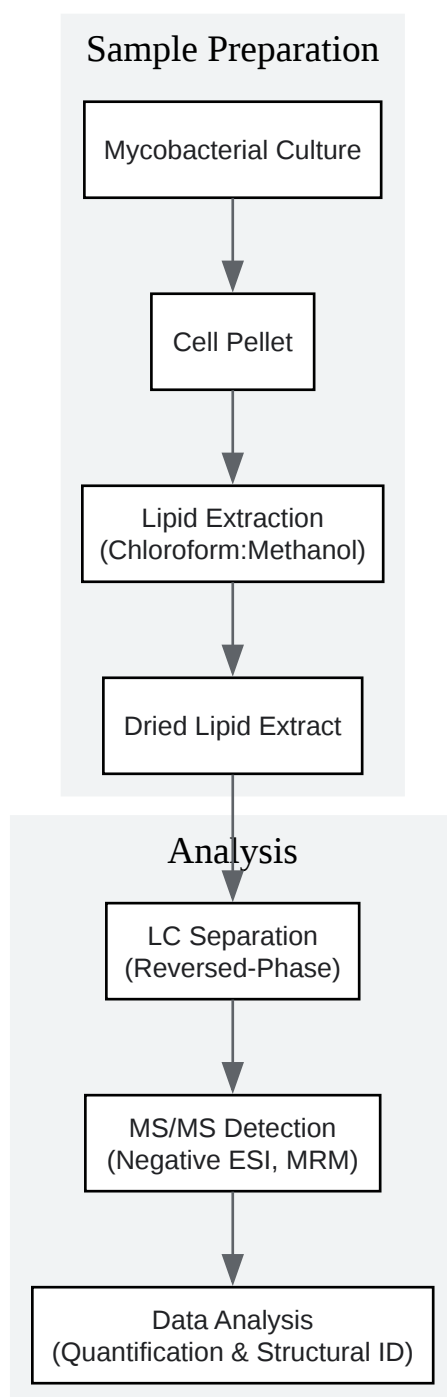 Sample Preparation
Mycobacterial Culture
Cell Pellet
Lipid Extraction
(Chloroform:Methanol)
Dried Lipid Extract
Analysis
LC Separation
(Reversed-Phase)
MS/MS Detection
(Negative ESI, MRM)
Data Analysis
(Quantification & Structural ID)